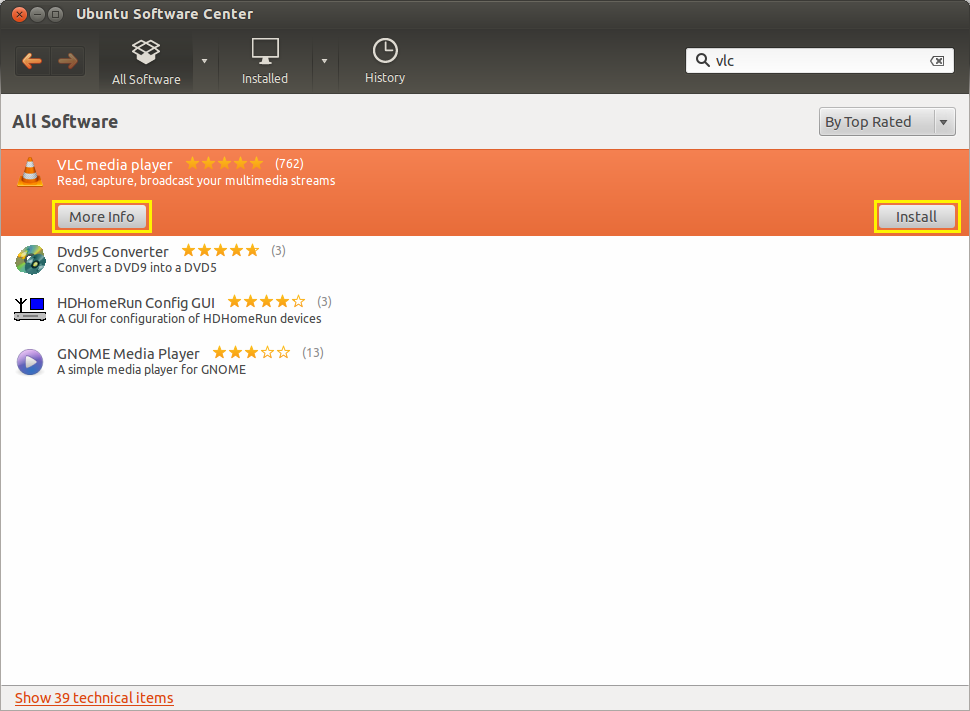 Ubuntu Software Center
All Software
Installed
History
vlc
All Software
By Top Rated
VLC media player (762)
Read, capture, broadcast your multimedia streams
More Info
Install
Dvd95 Converter (3)
Convert a DVD9 into a DVD5
HDHomeRun Config GUI (3)
A GUI for configuration of HDHomeRun devices
GNOME Media Player (13)
A simple media player for GNOME
Show 39 technical items